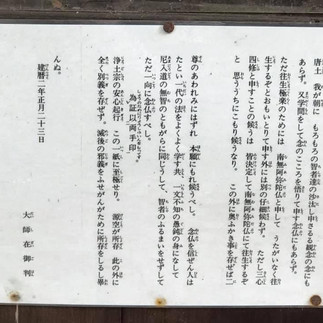 唐土 我が朝に もろもろの智者達の沙汰し申さるる観念の念にも
あらず。又学問をして念のこころを悟りて申す念仏にもあらず。
ただ往生極楽のためには 南無阿弥陀仏と申して うたがいなく往
生するぞとおもいとりて申す外には別の仔細候わず。ただし三心
四修と申すことの候うは 皆決定して南無阿弥陀仏にて往生するぞ
と思ううちにこもり候うなり。この外に奥ふかき事を存ぜば二
尊のあわれみにはずれ 本願にもれ候うべし。念仏を信ぜん人は
たとい一代の法をよくよく学す共 一文不知の愚鈍の身になして
尼入道の無智のともがらに同じうして、智者のふるまいをせずして
ただ一向に念仏すべし。
為証以両手印
浄土宗の安心起行 この一紙に至極せり。源空が所存 此の外に
全く別義を存ぜず。滅後の邪義をふせがんがために所存をしるし畢
んぬ。
建暦二年正月二十三日
大師在御判